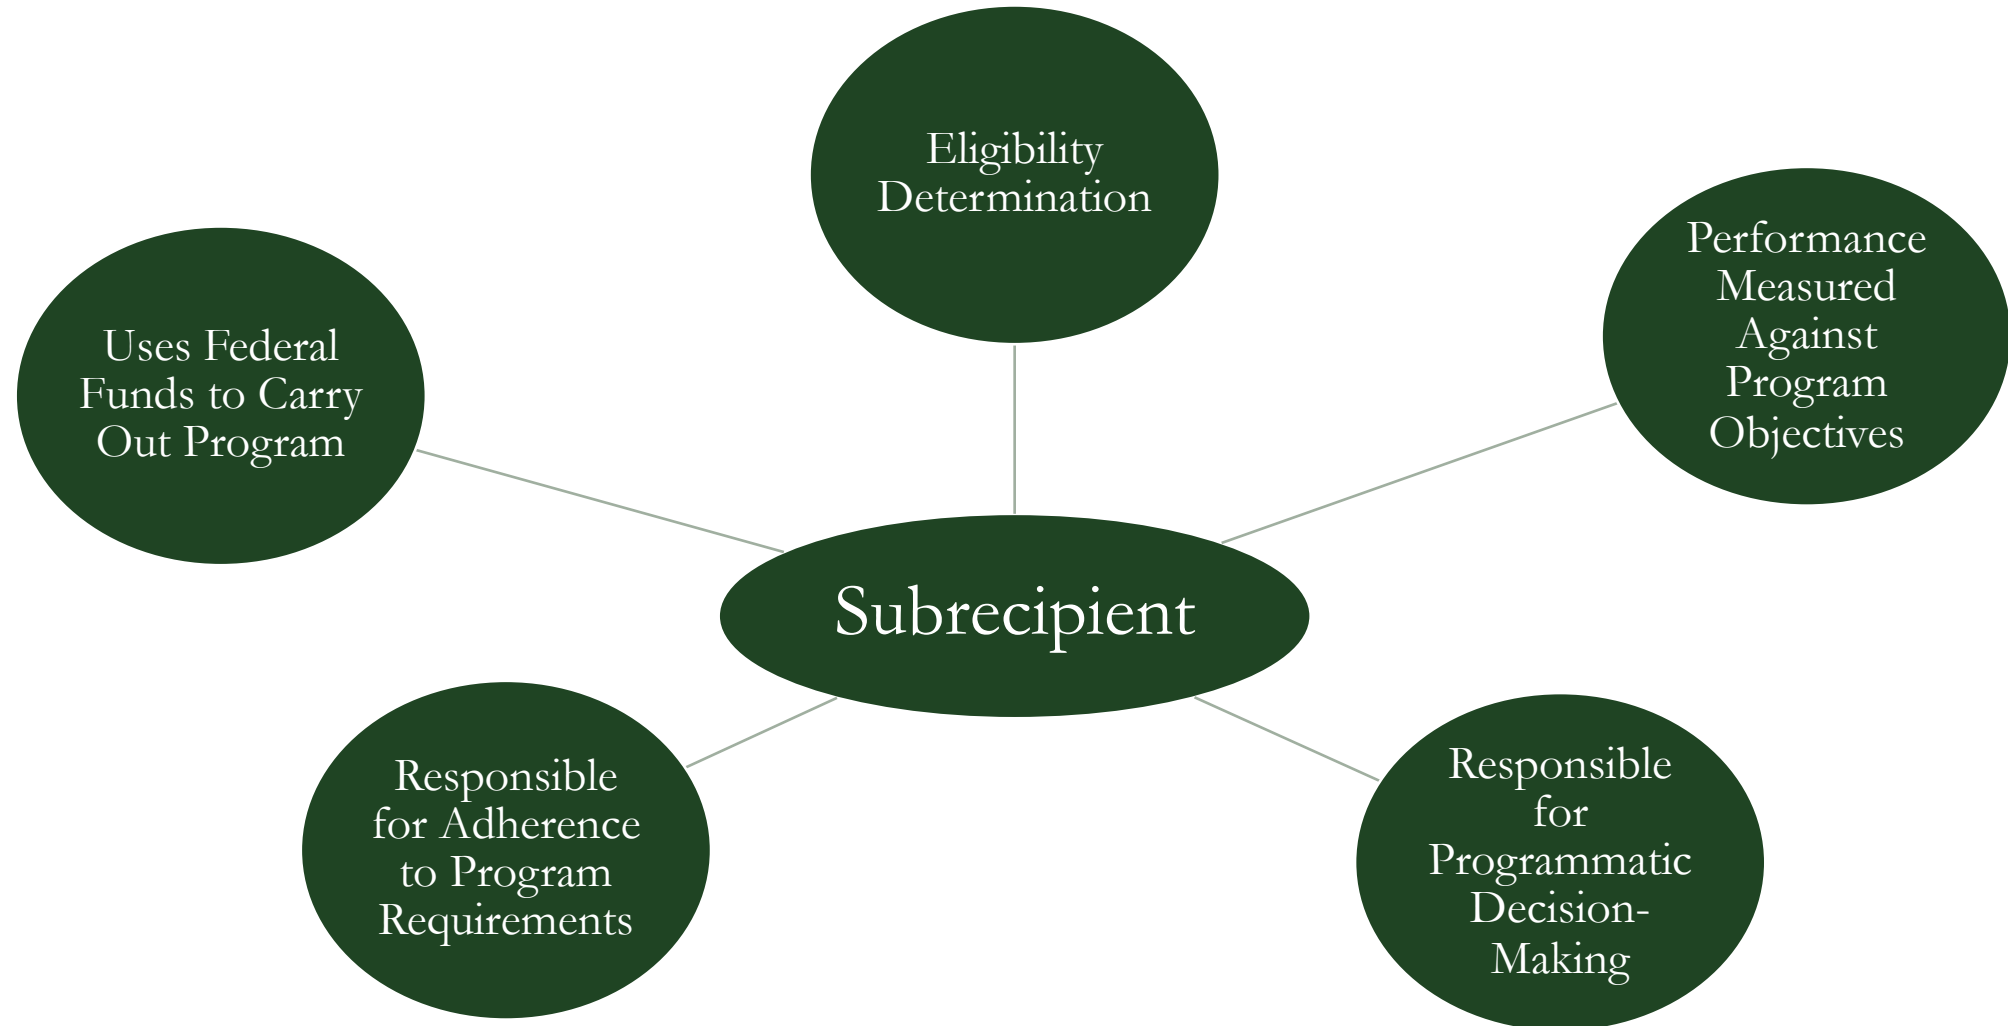 Eligibility
Determination
Performance
Measured
Against
Program
Objectives
Uses Federal
Funds to Carry
Out Program
Subrecipient
Responsible
for Adherence
to Program
Requirements
Responsible
for
Programmatic
Decision-
Making